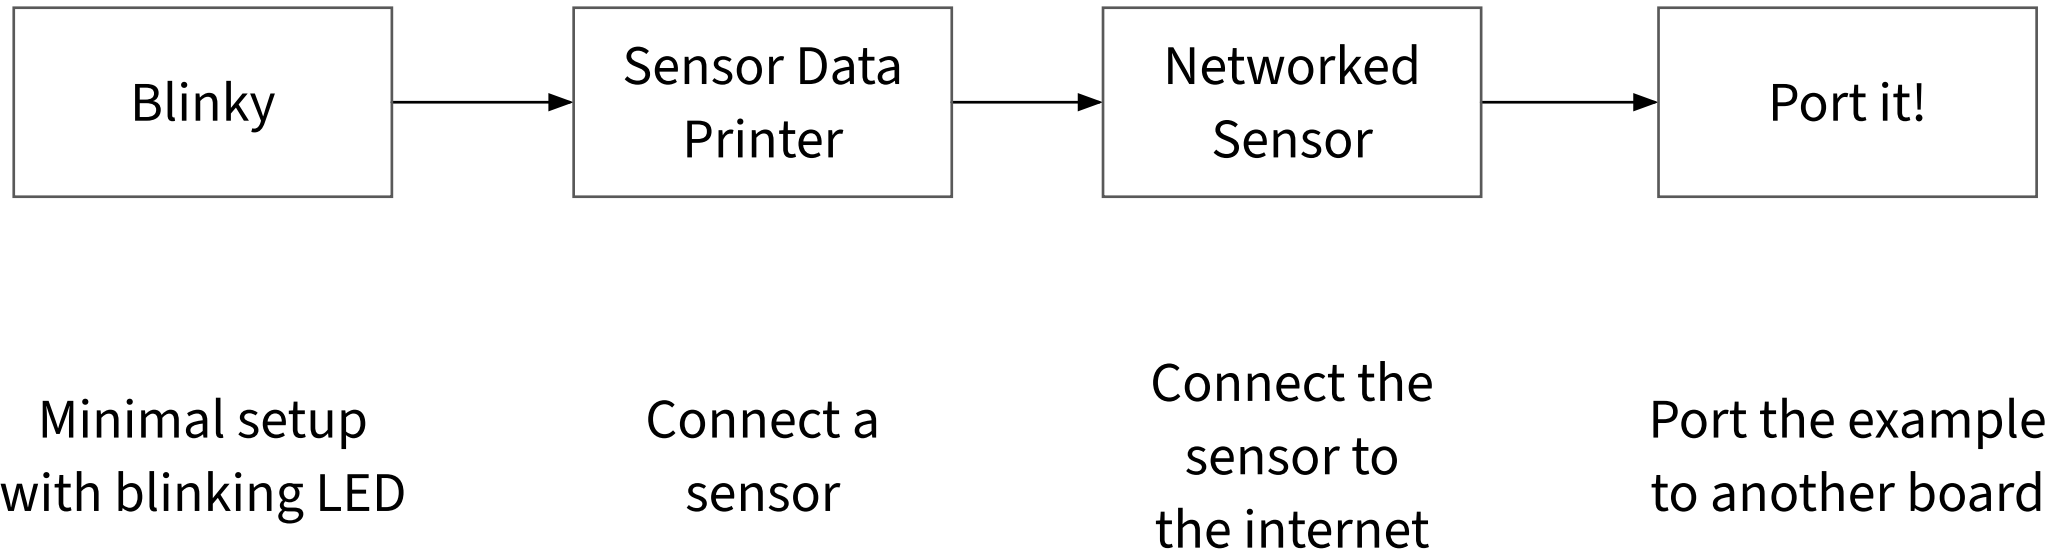 Blinky
Sensor Data
Printer
Networked
Sensor
Port it!
Minimal setup
with blinking LED
Connect a
sensor
Connect the
sensor to
the internet
Port the example
to another board